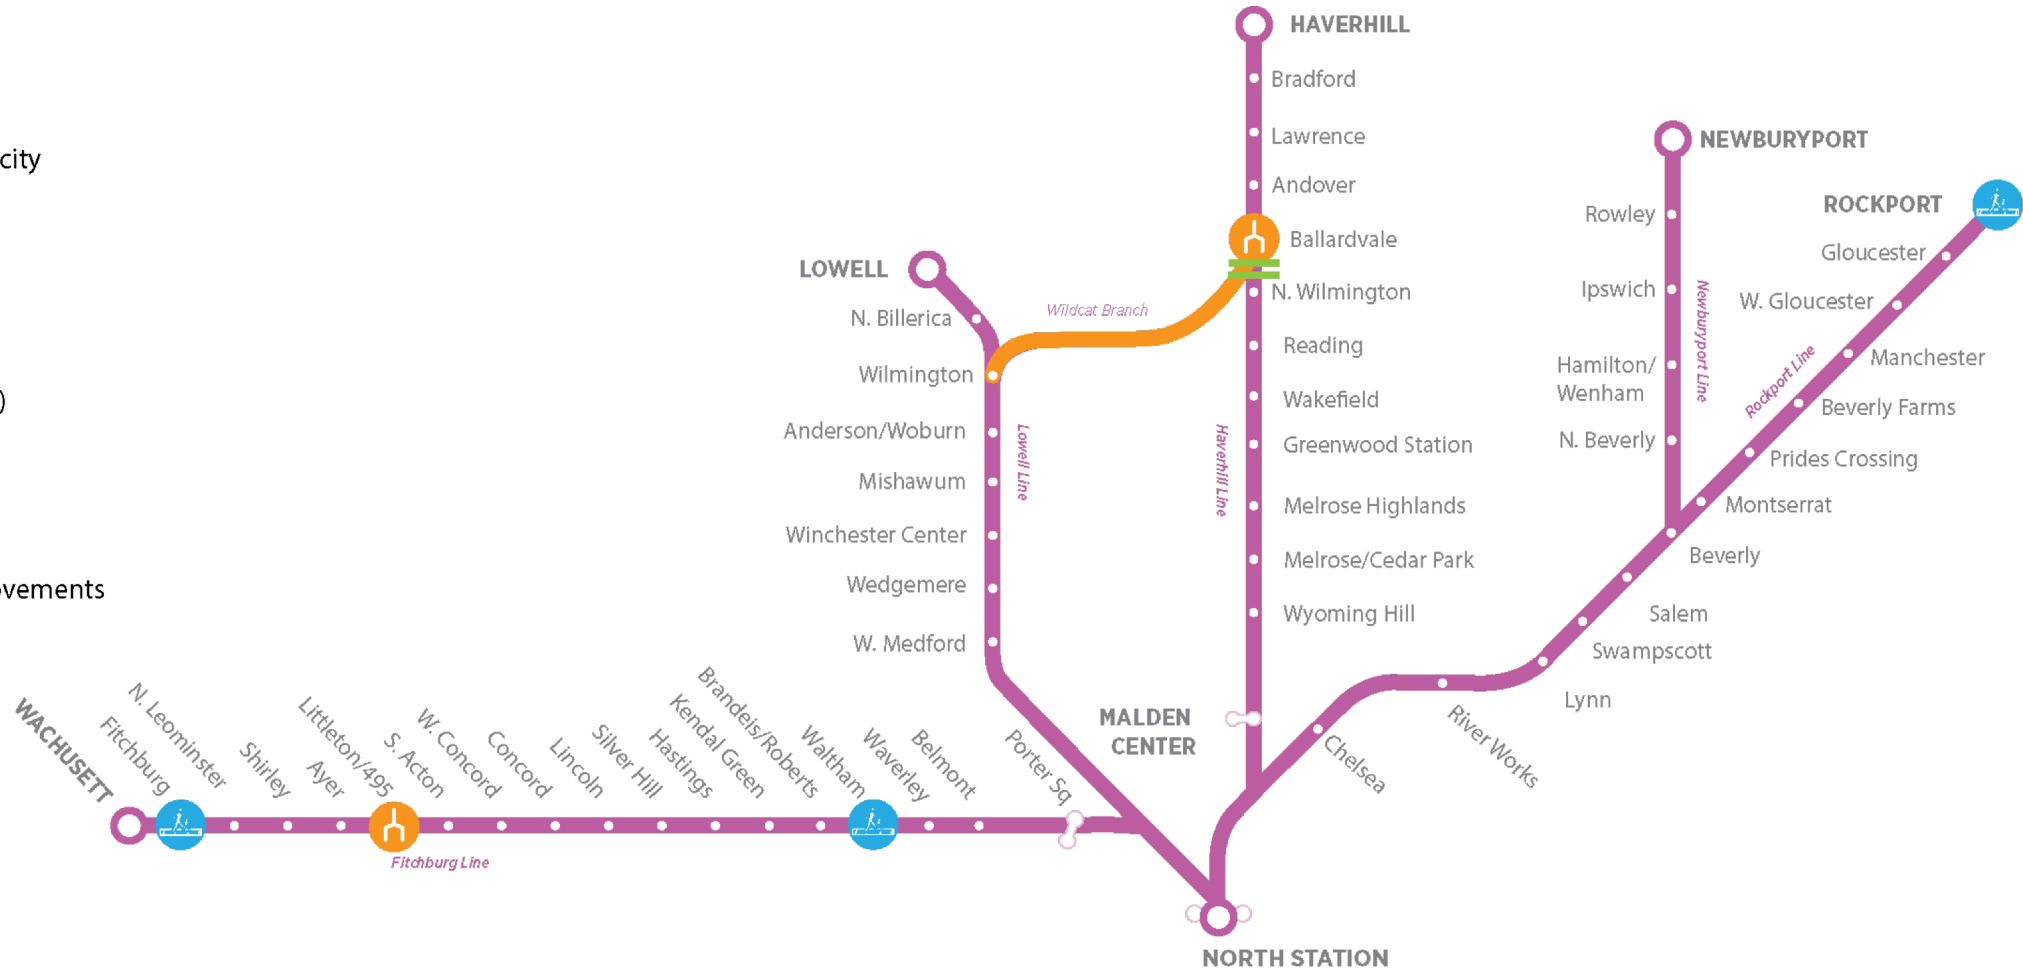 city
)
ovements
HAVERHILL
Bradford
Lawrence
Andover
Ballardvale
N. Wilmington
Reading
Wakefield
Greenwood Station
Melrose Highlands
Melrose/Cedar Park
Wyoming Hill
MALDEN
CENTER
Haverhill Line
Wildcat Branch
LOWELL
N. Billerica
Wilmington
Anderson/Woburn
Mishawum
Winchester Center
Wedgemere
W. Medford
Lowell Line
NEWBURYPORT
Rowley
Ipswich
Hamilton/
Wenham
N. Beverly
Newburyport Line
ROCKPORT
Gloucester
W. Gloucester
Manchester
Beverly Farms
Prides Crossing
Montserrat
Rockport Line
Beverly
Salem
Swampscott
Lynn
River Works
Chelsea
WACHUSETT
Fitchburg
N. Leominster
Shirley
Ayer
Littleton/495
S. Acton
W. Concord
Concord
Lincoln
Silver Hill
Hastings
Kendal Green
Brandeis/Roberts
Waltham
Waverley
Belmont
Porter Sq
Fitchburg Line
NORTH STATION